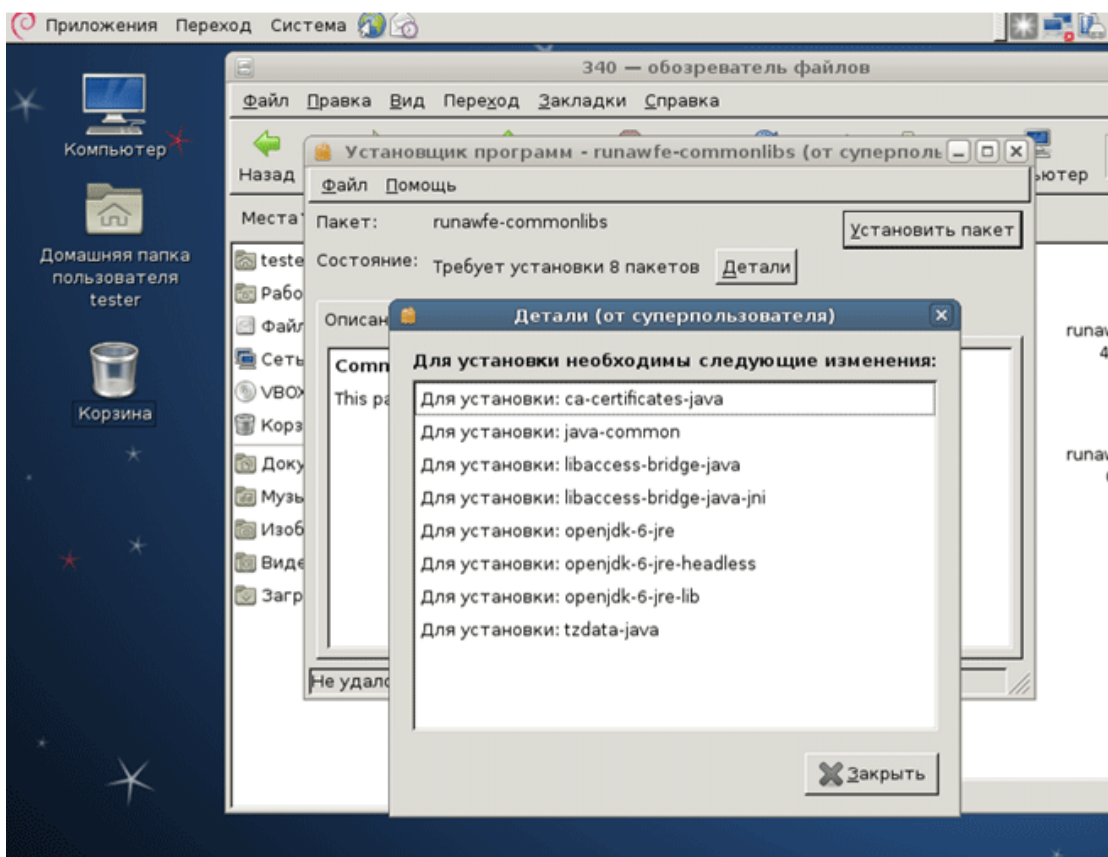 Приложения Переход Система
340 — обозреватель файлов
Файл Правка Вид Переход Закладки Справка
Компьютер
Назад
Установщик программ - runawfe-commonlibs (от суперполь
Файл Помощь
Места
Пакет: runawfe-commonlibs
Установить пакет
Домашняя папка
пользователя
tester
Состояние: Требует установки 8 пакетов Детали
Детали (от суперпользователя)
Для установки необходимы следующие изменения:
Для установки: ca-certificates-java
Для установки: java-common
Для установки: libaccess-bridge-java
Для установки: libaccess-bridge-java-jni
Для установки: openjdk-6-jre
Для установки: openjdk-6-jre-headless
Для установки: openjdk-6-jre-lib
Для установки: tzdata-java
Закрыть
Сеть
Корзина